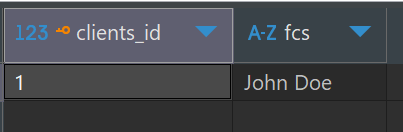 123 clients_id A-Z fcs
1 John Doe